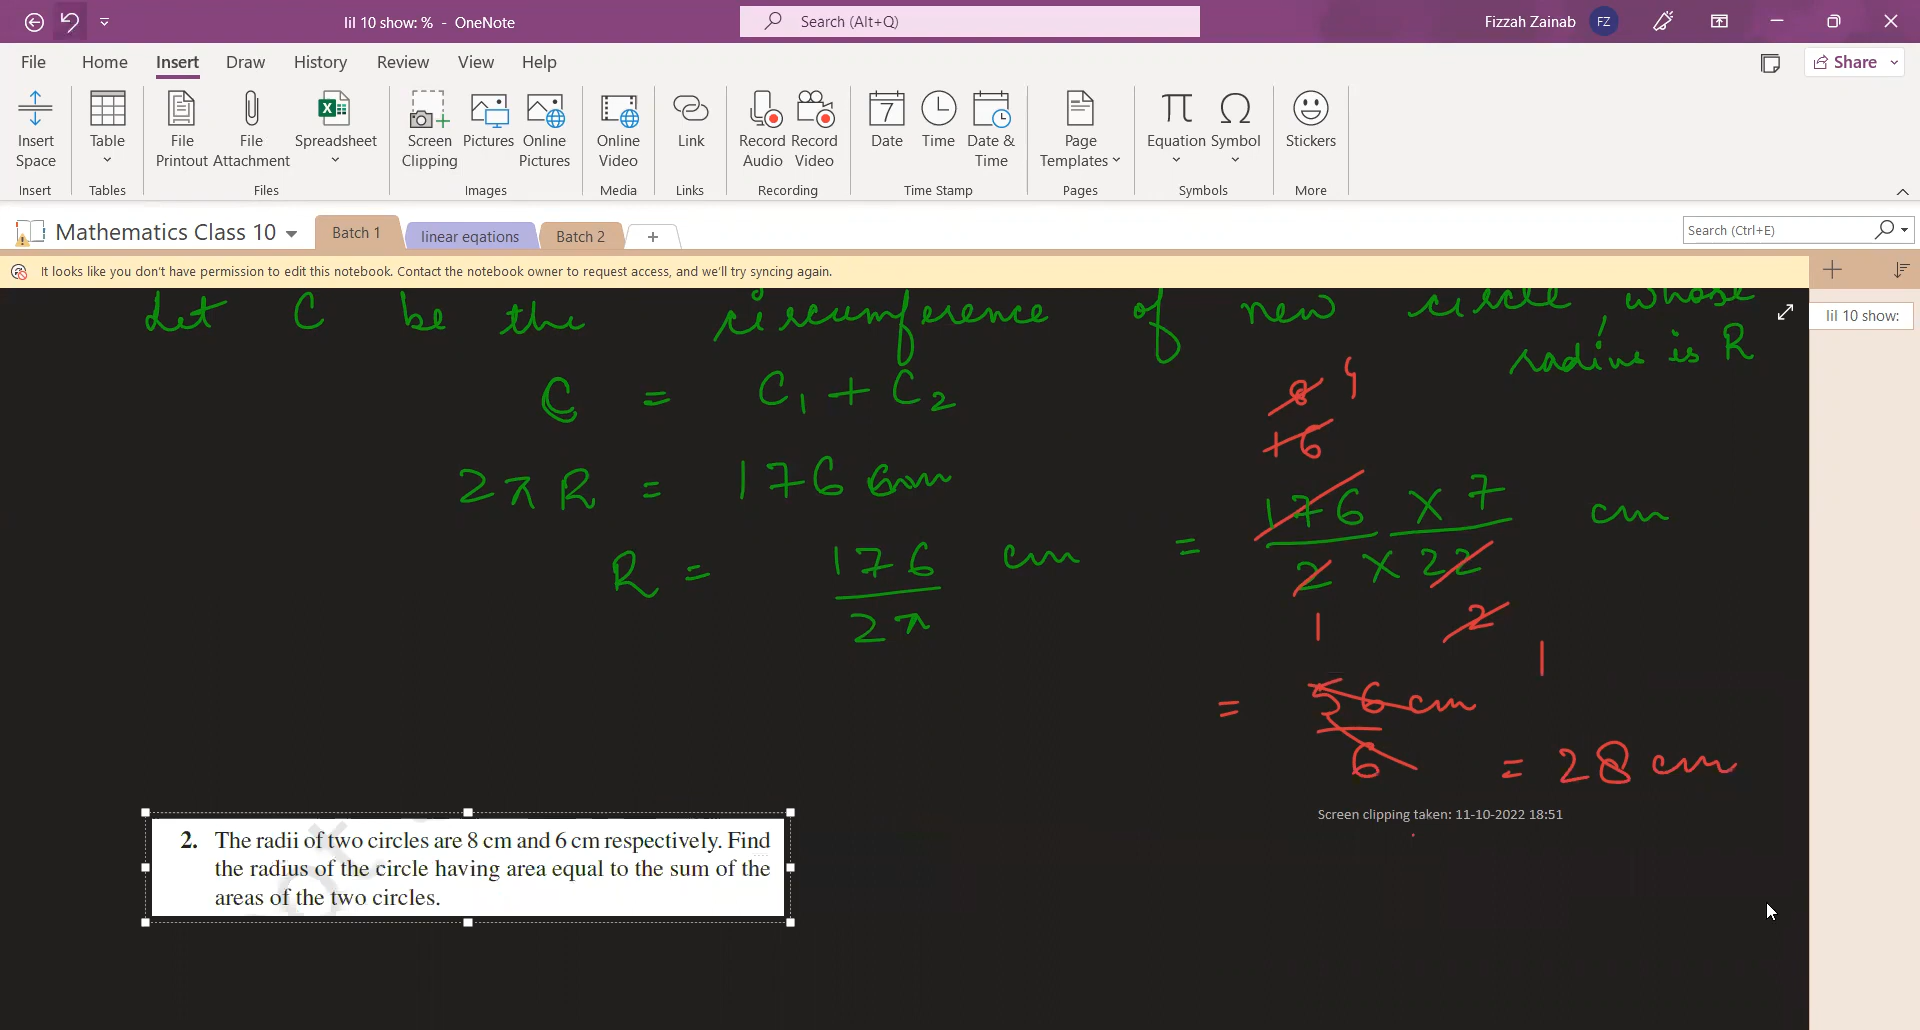 lil 10 show: % - OneNote
Search (Alt+Q)
Fizzah Zainab FZ
File Home Insert Draw History Review View Help
Share
Insert Space
Table
File Printout
File Attachment
Spreadsheet
Screen Clipping
Pictures
Online Pictures
Online Video
Link
Record Audio
Record Video
Date
Time
Date & Time
Page Templates
Equation
Symbol
Stickers
Insert Tables Files Images Media Links Recording Time Stamp Pages Symbols More
Mathematics Class 10 Batch 1 linear eqations Batch 2 +
Search (Ctrl+E)
It looks like you don't have permission to edit this notebook. Contact the notebook owner to request access, and we'll try syncing again.
lil 10 show:
Let C be the circumference of new circle, whose
radius is R
C = C₁ + C₂
8 4
+6
2πR = 176 cm
R = 176/2π cm = 176 × 7/2 × 22 cm
1 2
1
= 56 cm/6 = 28 cm
Screen clipping taken: 11-10-2022 18:51
2. The radii of two circles are 8 cm and 6 cm respectively. Find
the radius of the circle having area equal to the sum of the
areas of the two circles.